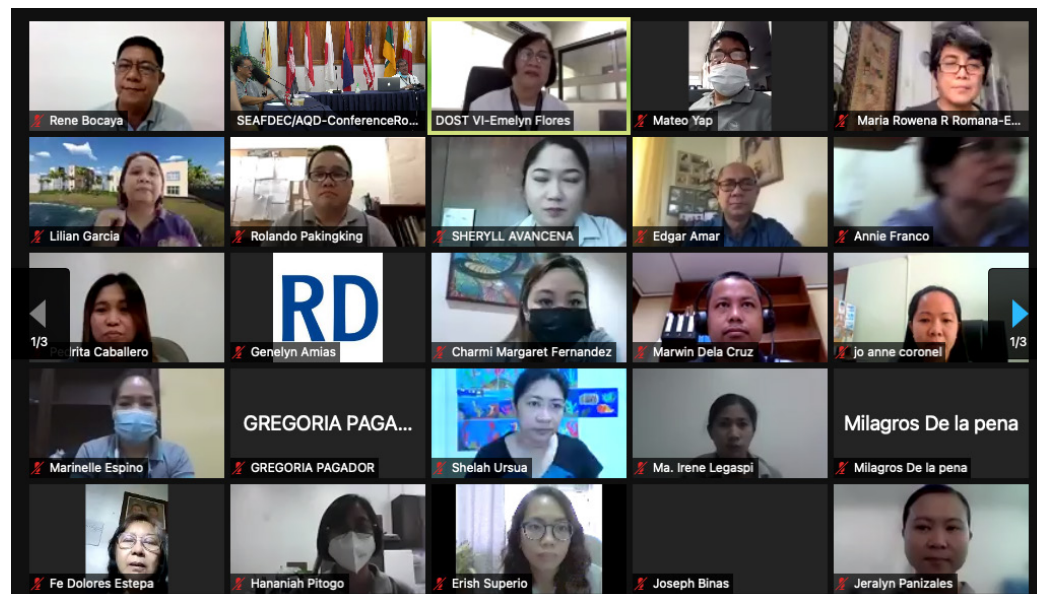 Rene Bocaya
SEAFDEC/AQD-ConferenceRo...
DOST VI-Emelyn Flores
Mateo Yap
Maria Rowena R Romana-E...
Lilian Garcia
Rolando Pakingking
SHERYLL AVANCENA
Edgar Amar
Annie Franco
1/3
Pedrita Caballero
RD
Genelyn Amias
Charmi Margaret Fernandez
Marwin Dela Cruz
jo anne coronel
1/3
Marinelle Espino
GREGORIA PAGA...
GREGORIA PAGADOR
Shelah Ursua
Ma. Irene Legaspi
Milagros De la pena
Milagros De la pena
Fe Dolores Estepa
Hananiah Pitogo
Erish Superio
Joseph Binas
Jeralyn Panizales